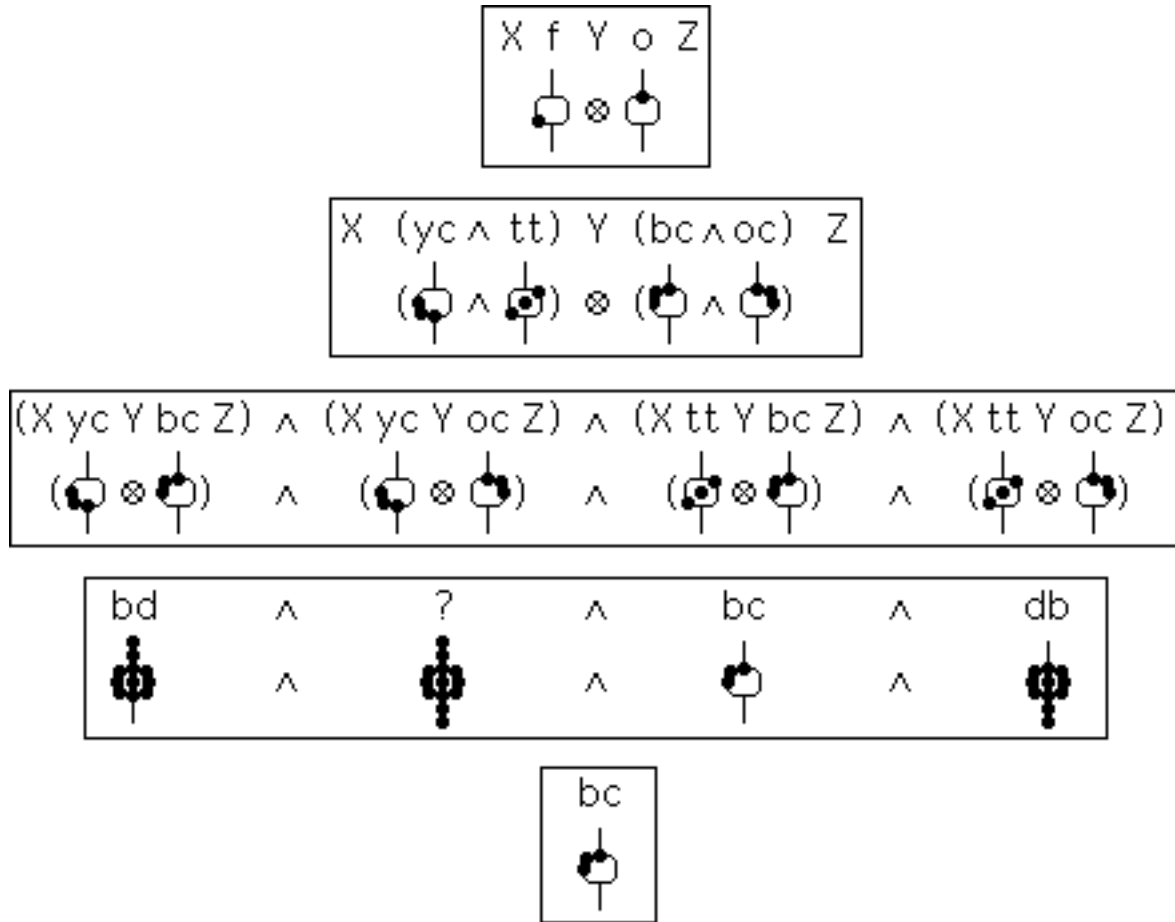 X f Y o Z
⊗
X (yc ∧ tt) Y (bc ∧ oc) Z
( ∧ ) ⊗ ( ∧ )
(X yc Y bc Z) ∧ (X yc Y oc Z) ∧ (X tt Y bc Z) ∧ (X tt Y oc Z)
( ⊗ ) ∧ ( ⊗ ) ∧ ( ⊗ ) ∧ ( ⊗ )
bd ∧ ? ∧ bc ∧ db
∧ ∧ ∧
bc